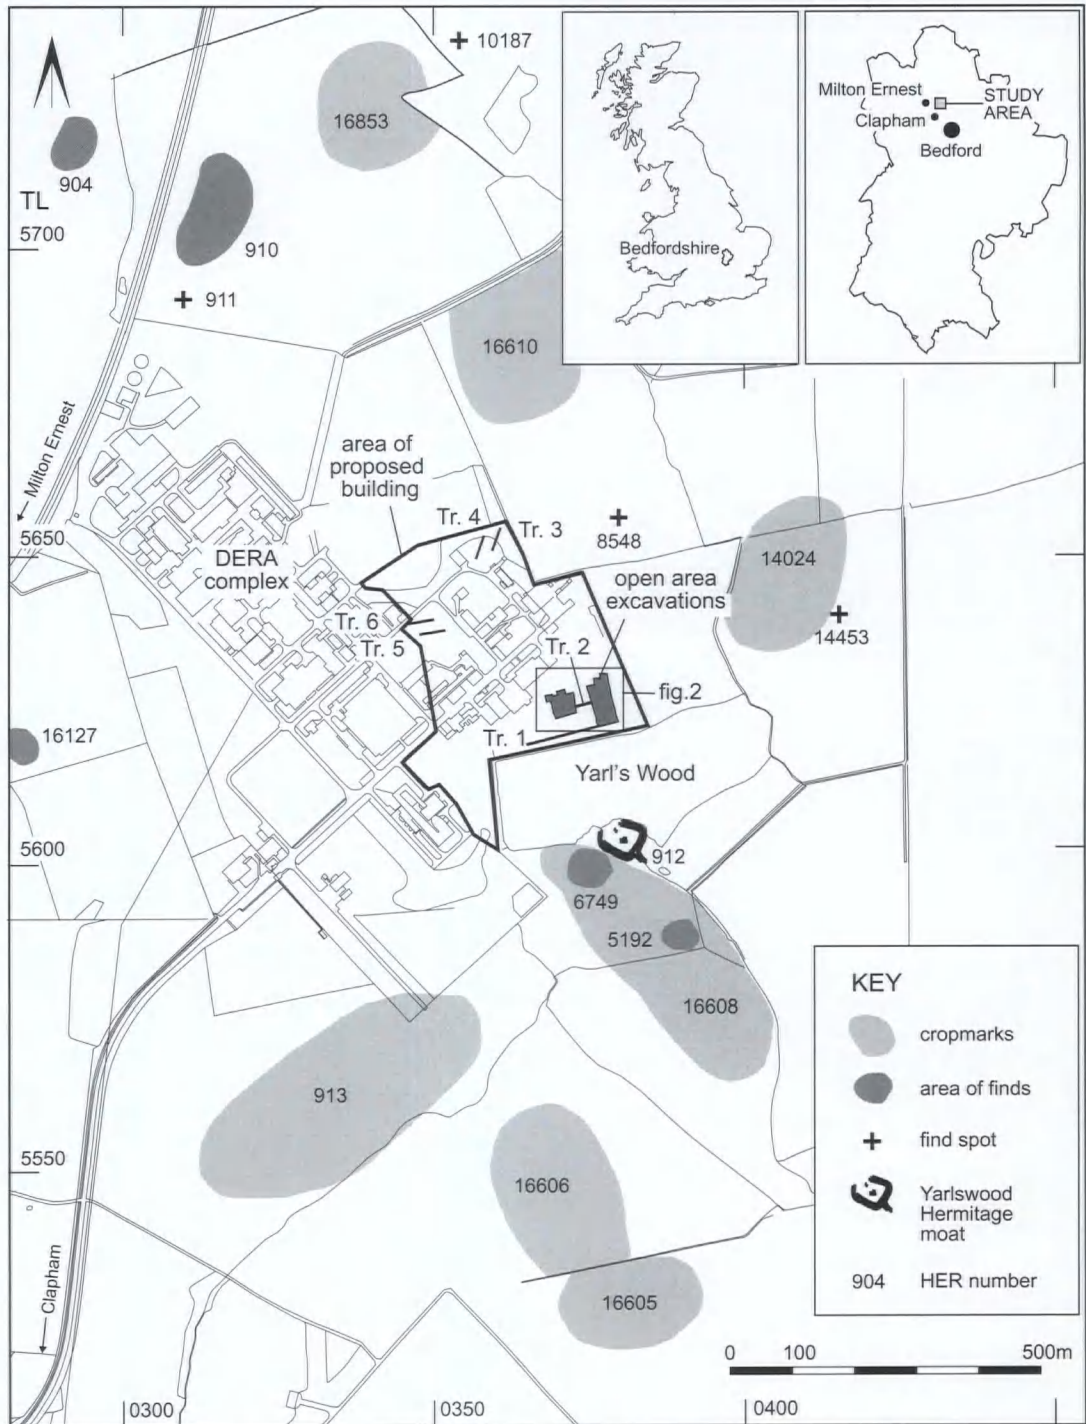 10187
16853
904
TL
5700
910
911
16610
Milton Ernest
Clapham
STUDY
AREA
Bedford
Bedfordshire
Milton Ernest
area of
proposed
building
Tr. 4
Tr. 3
8548
5650
DERA
complex
14024
open area
excavations
14453
Tr. 6
Tr. 5
Tr. 2
fig.2
16127
Tr. 1
Yarl's Wood
5600
912
6749
5192
16608
913
5550
16606
16605
Clapham
KEY
cropmarks
area of finds
find spot
Yarlswood
Hermitage
moat
904 HER number
0 100 500m
0300
0350
0400